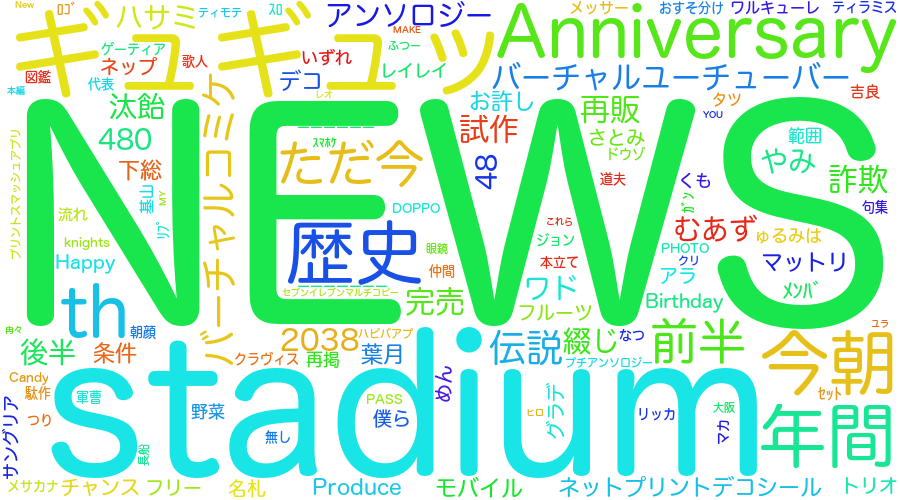 New
ﾛｺﾞ
ハサミ
ティモテ
ｽﾛ
アンソロジー
メッサー
おすそ分け
ワルキューレ
ティラミス
ギュギュッ
MAKE
Anniversary
ゲーティア
ネップ
歌人
いずれ
ふつー
レイレイ
デコ
バーチャルユーチューバー
図鑑
代表
本編
レオ
吉良
汰飴
お許し
再販
タツ
YOU
480
試作
さとみ
範囲
ドウゾ
やみ
NEWS
ｽﾏﾎｹ
ただ今
48
下総
道夫
くも
詐欺
バーチャルコミケ
基山
MY
ｶﾞﾝ
句集
プリントスマッシュアプリ
流れ
ﾘﾌﾟ
DOPPO
これら
むあず
ゅるみは
knights
歴史
眼鏡
ジョン
PHOTO
Happy
仲間
本立て
クリ
マットリ
アラ
セブンイレブンマルチコピー
ワド
ﾒﾝﾊﾞ
th
完売
フルーツ
Birthday
冉々
朝顔
2038
ハピバアプ
伝説
綴じ
なつ
前半
ユラ
後半
条件
クラヴィス
再掲
葉月
プチアンソロジー
今朝
Candy
駄作
軍曹
stadium
めん
PASS
ｾｯﾄ
サングリア
つり
野菜
僕ら
ヒロ
グラデ
リッカ
大阪
マカ
年間
無し
長船
メサカナ
チャンス
フリー
名札
Produce
モバイル
ネットプリントデコシール
トリオ